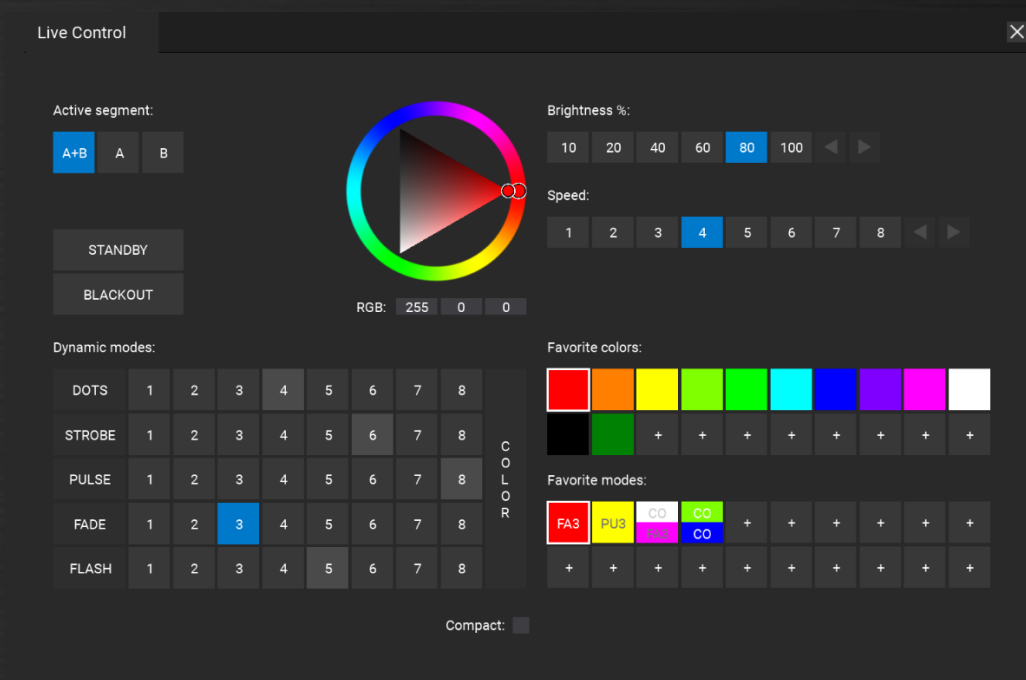 Live Control
Active segment:
A+B A B
STANDBY
BLACKOUT
RGB: 255 0 0
Brightness %:
10 20 40 60 80 100
Speed:
1 2 3 4 5 6 7 8
Dynamic modes:
DOTS 1 2 3 4 5 6 7 8
STROBE 1 2 3 4 5 6 7 8
PULSE 1 2 3 4 5 6 7 8
FADE 1 2 3 4 5 6 7 8
FLASH 1 2 3 4 5 6 7 8
COLOR
Favorite colors:
+ + + + + + + +
Favorite modes:
FA3 PU3 CO CO + + + + + +
FA3 CO
+ + + + + + + + + +
Compact: